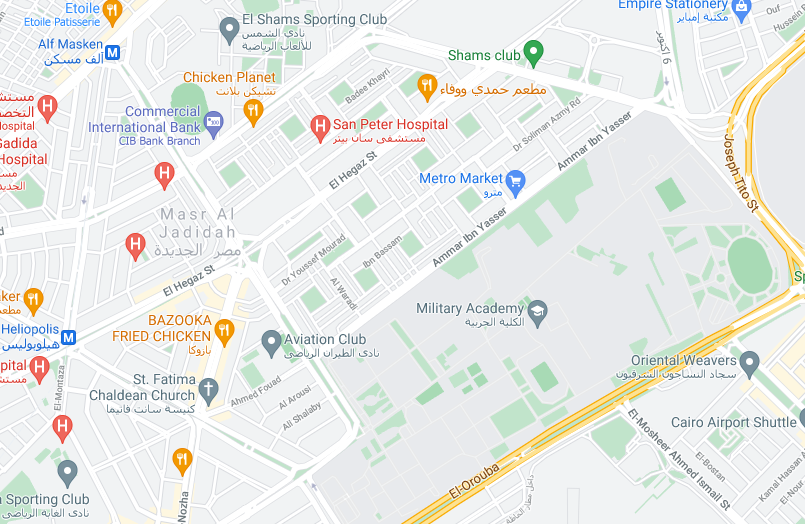 Etoile
Etoile Patisserie
El Shams Sporting Club
نادي الشمس
للألعاب الرياضية
Empire Stationery
مكتبة إمباير
Ouf
Hussein R
Alf Masken
ألف مسكن
Shams club
6 اكتوبر
Chicken Planet
تشيكن بلانت
Badee Khayri
مطعم حمدي ووفاء
Commercial
International Bank
CIB Bank Branch
San Peter Hospital
مستشفى سان بيتر
Dr Soliman Azmy Rd
Ammar Ibn Yasser
Hospital
Gadida
Hospital
El Hegaz St
Metro Market
مترو
Joseph Tito St
Masr Al
Jadidah
مصر الجديدة
Dr Youssef Mourad
Ibn Bassam
Ammar Ibn Yasser
Al Waradi
El Hegaz St
Military Academy
الكلية الحربية
BAZOOKA
FRIED CHICKEN
بازوكا
Heliopolis
هليوبوليس
Aviation Club
نادي الطيران الرياضي
Oriental Weavers
سجاد النساجون الشرقيون
El-Montaza
St. Fatima
Chaldean Church
كنيسة سانت فاتيما
Ahmed Fouad
Al Arousi
Ali Shalaby
El-Orouba
El-Mosheer Ahmed Ismail St
Cairo Airport Shuttle
El-Bostan
Kamal Hassan A
El-Nour
Sporting Club
نادي الغابة الرياضي
Nozha